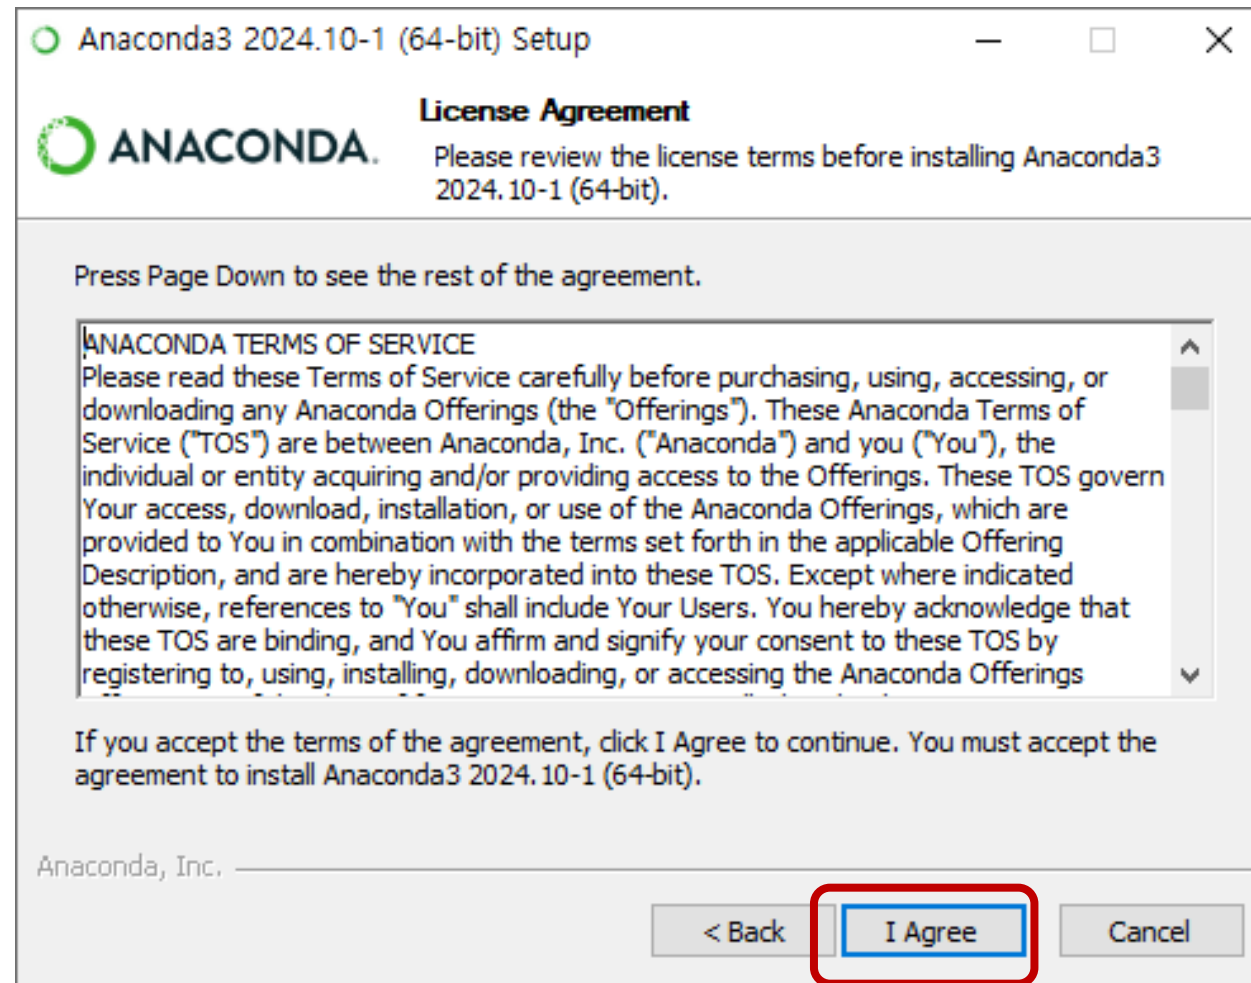 Anaconda3 2024.10-1 (64-bit) Setup
ANACONDA.
License Agreement
Please review the license terms before installing Anaconda3
2024.10-1 (64-bit).
Press Page Down to see the rest of the agreement.
ANACONDA TERMS OF SERVICE
Please read these Terms of Service carefully before purchasing, using, accessing, or
downloading any Anaconda Offerings (the "Offerings"). These Anaconda Terms of
Service ("TOS") are between Anaconda, Inc. ("Anaconda") and you ("You"), the
individual or entity acquiring and/or providing access to the Offerings. These TOS govern
Your access, download, installation, or use of the Anaconda Offerings, which are
provided to You in combination with the terms set forth in the applicable Offering
Description, and are hereby incorporated into these TOS. Except where indicated
otherwise, references to "You" shall include Your Users. You hereby acknowledge that
these TOS are binding, and You affirm and signify your consent to these TOS by
registering to, using, installing, downloading, or accessing the Anaconda Offerings
If you accept the terms of the agreement, click I Agree to continue. You must accept the
agreement to install Anaconda3 2024.10-1 (64-bit).
Anaconda, Inc.
< Back
I Agree
Cancel